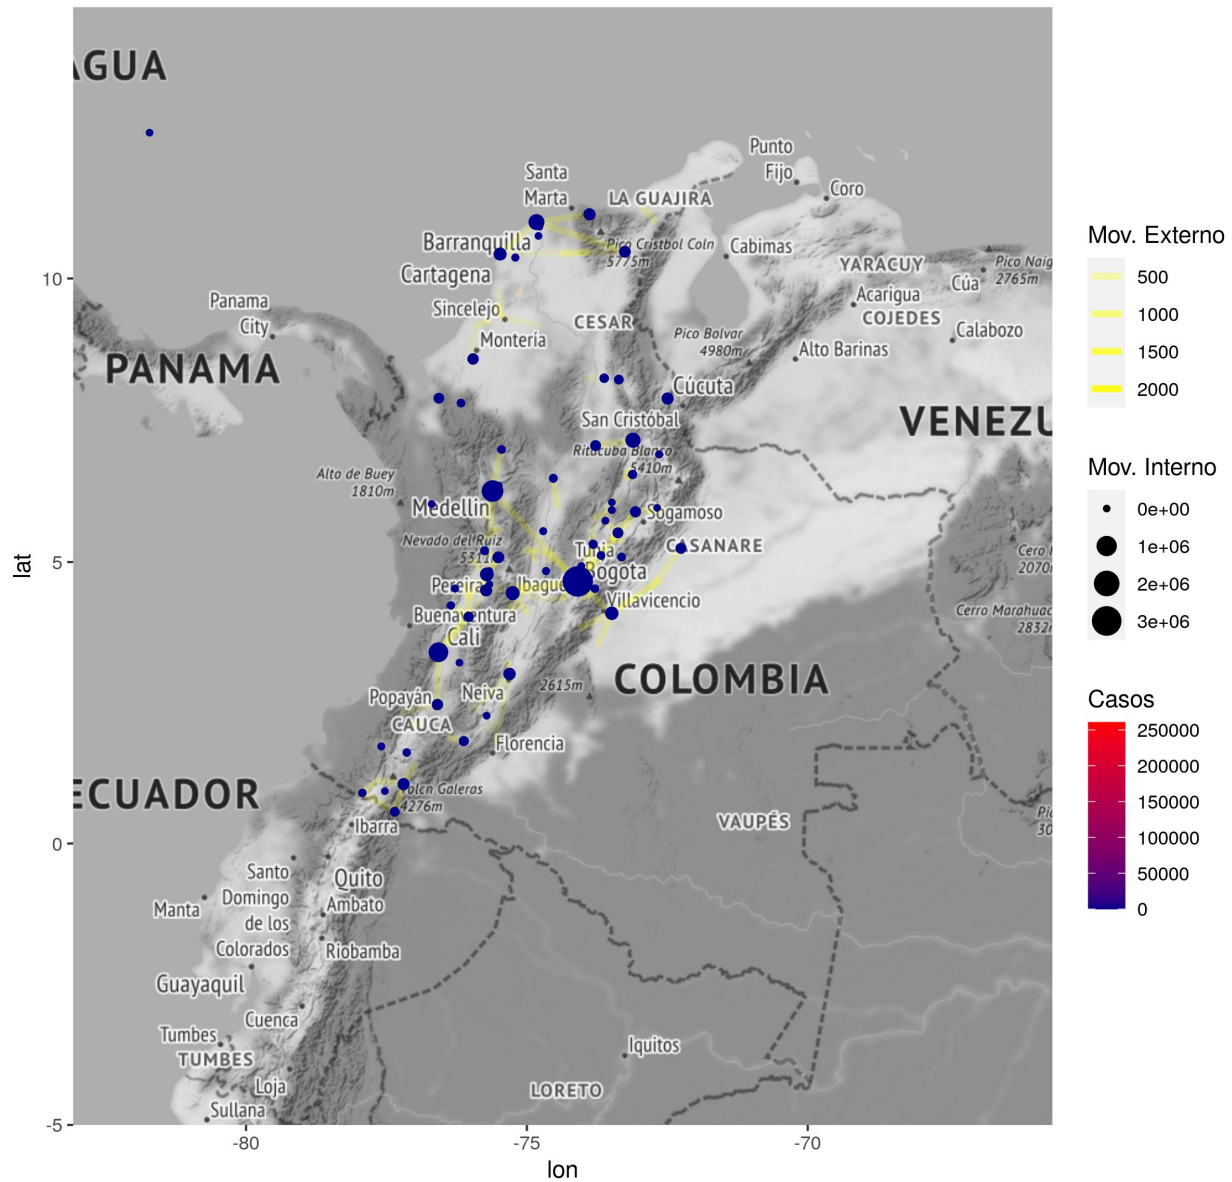 AGUA
Punto
Fijo
Coro
Santa
Marta
LA GUAJIRA
Barranquilla
Pico Cristbol Coln
5775m
Cabimas
YARACUY
Pico Naig
2765m
Cartagena
Cúa
Acarigua
COJEDES
Panama
City
Sincelejo
CESAR
Calabozo
Montería
Pico Bolvar
4980m
Alto Barinas
PANAMA
Cúcuta
San Cristóbal
VENEZU
Ritacuba Blanco
5410m
Alto de Buey
1810m
Medellin
Sogamoso
Nevado del Ruiz
5311m
Tunja
CASANARE
Cerro
2070
Pereira
Ibague
Bogota
Villavicencio
Buenaventura
Cerro Marahuac
2832m
Cali
COLOMBIA
Popayán
Neiva
2615m
CAUCA
Florencia
ECUADOR
Volcn Galeras
4276m
Ibarra
VAUPÉS
Pic
30
Santo
Domingo
de los
Colorados
Quito
Manta
Ambato
Riobamba
Guayaquil
Cuenca
Tumbes
TUMBES
Iquitos
Loja
LORETO
Sullana
10
5
0
-5
lat
-80
-75
-70
lon
Mov. Externo
500
1000
1500
2000
Mov. Interno
0e+00
1e+06
2e+06
3e+06
Casos
250000
200000
150000
100000
50000
0